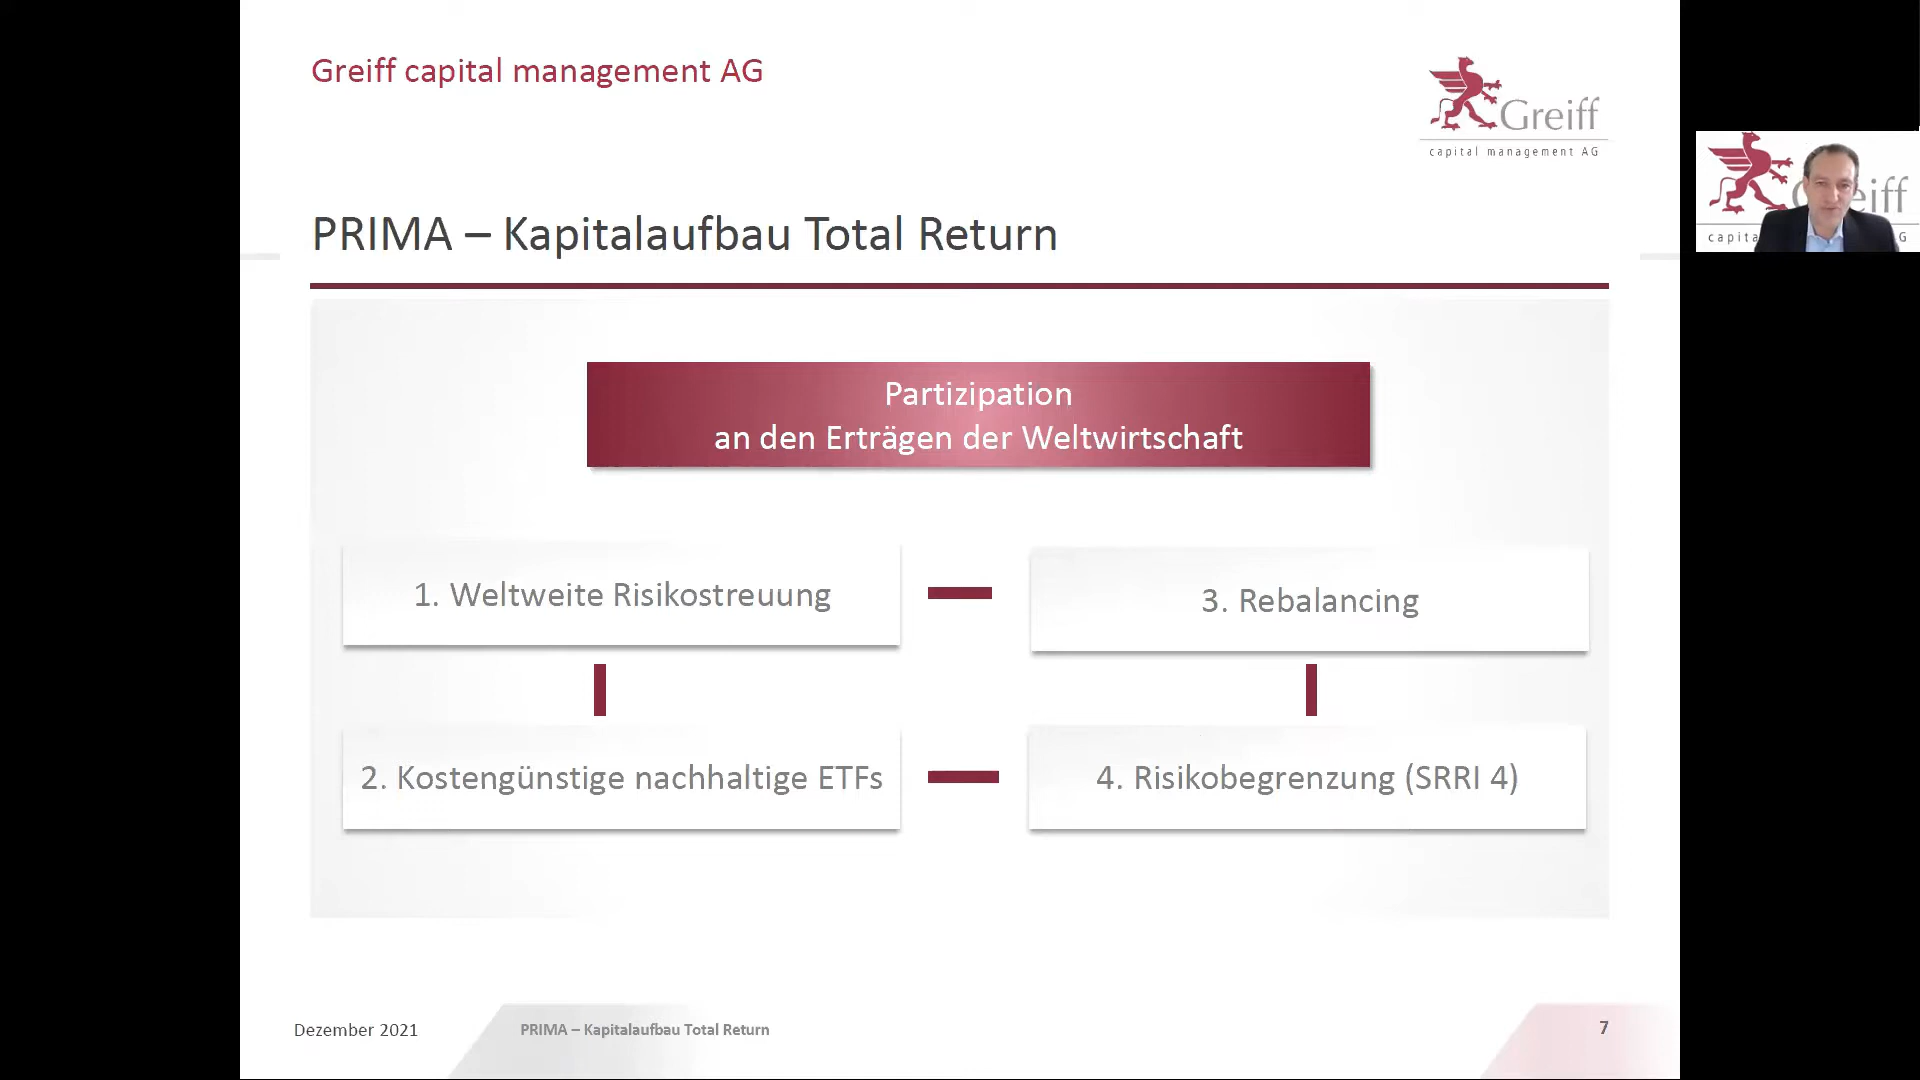 Greiff capital management AG
Greiff
capital management AG
PRIMA – Kapitalaufbau Total Return
Partizipation
an den Erträgen der Weltwirtschaft
1. Weltweite Risikostreuung
3. Rebalancing
2. Kostengünstige nachhaltige ETFs
4. Risikobegrenzung (SRRI 4)
Dezember 2021
PRIMA – Kapitalaufbau Total Return
7
eiff
capita
G